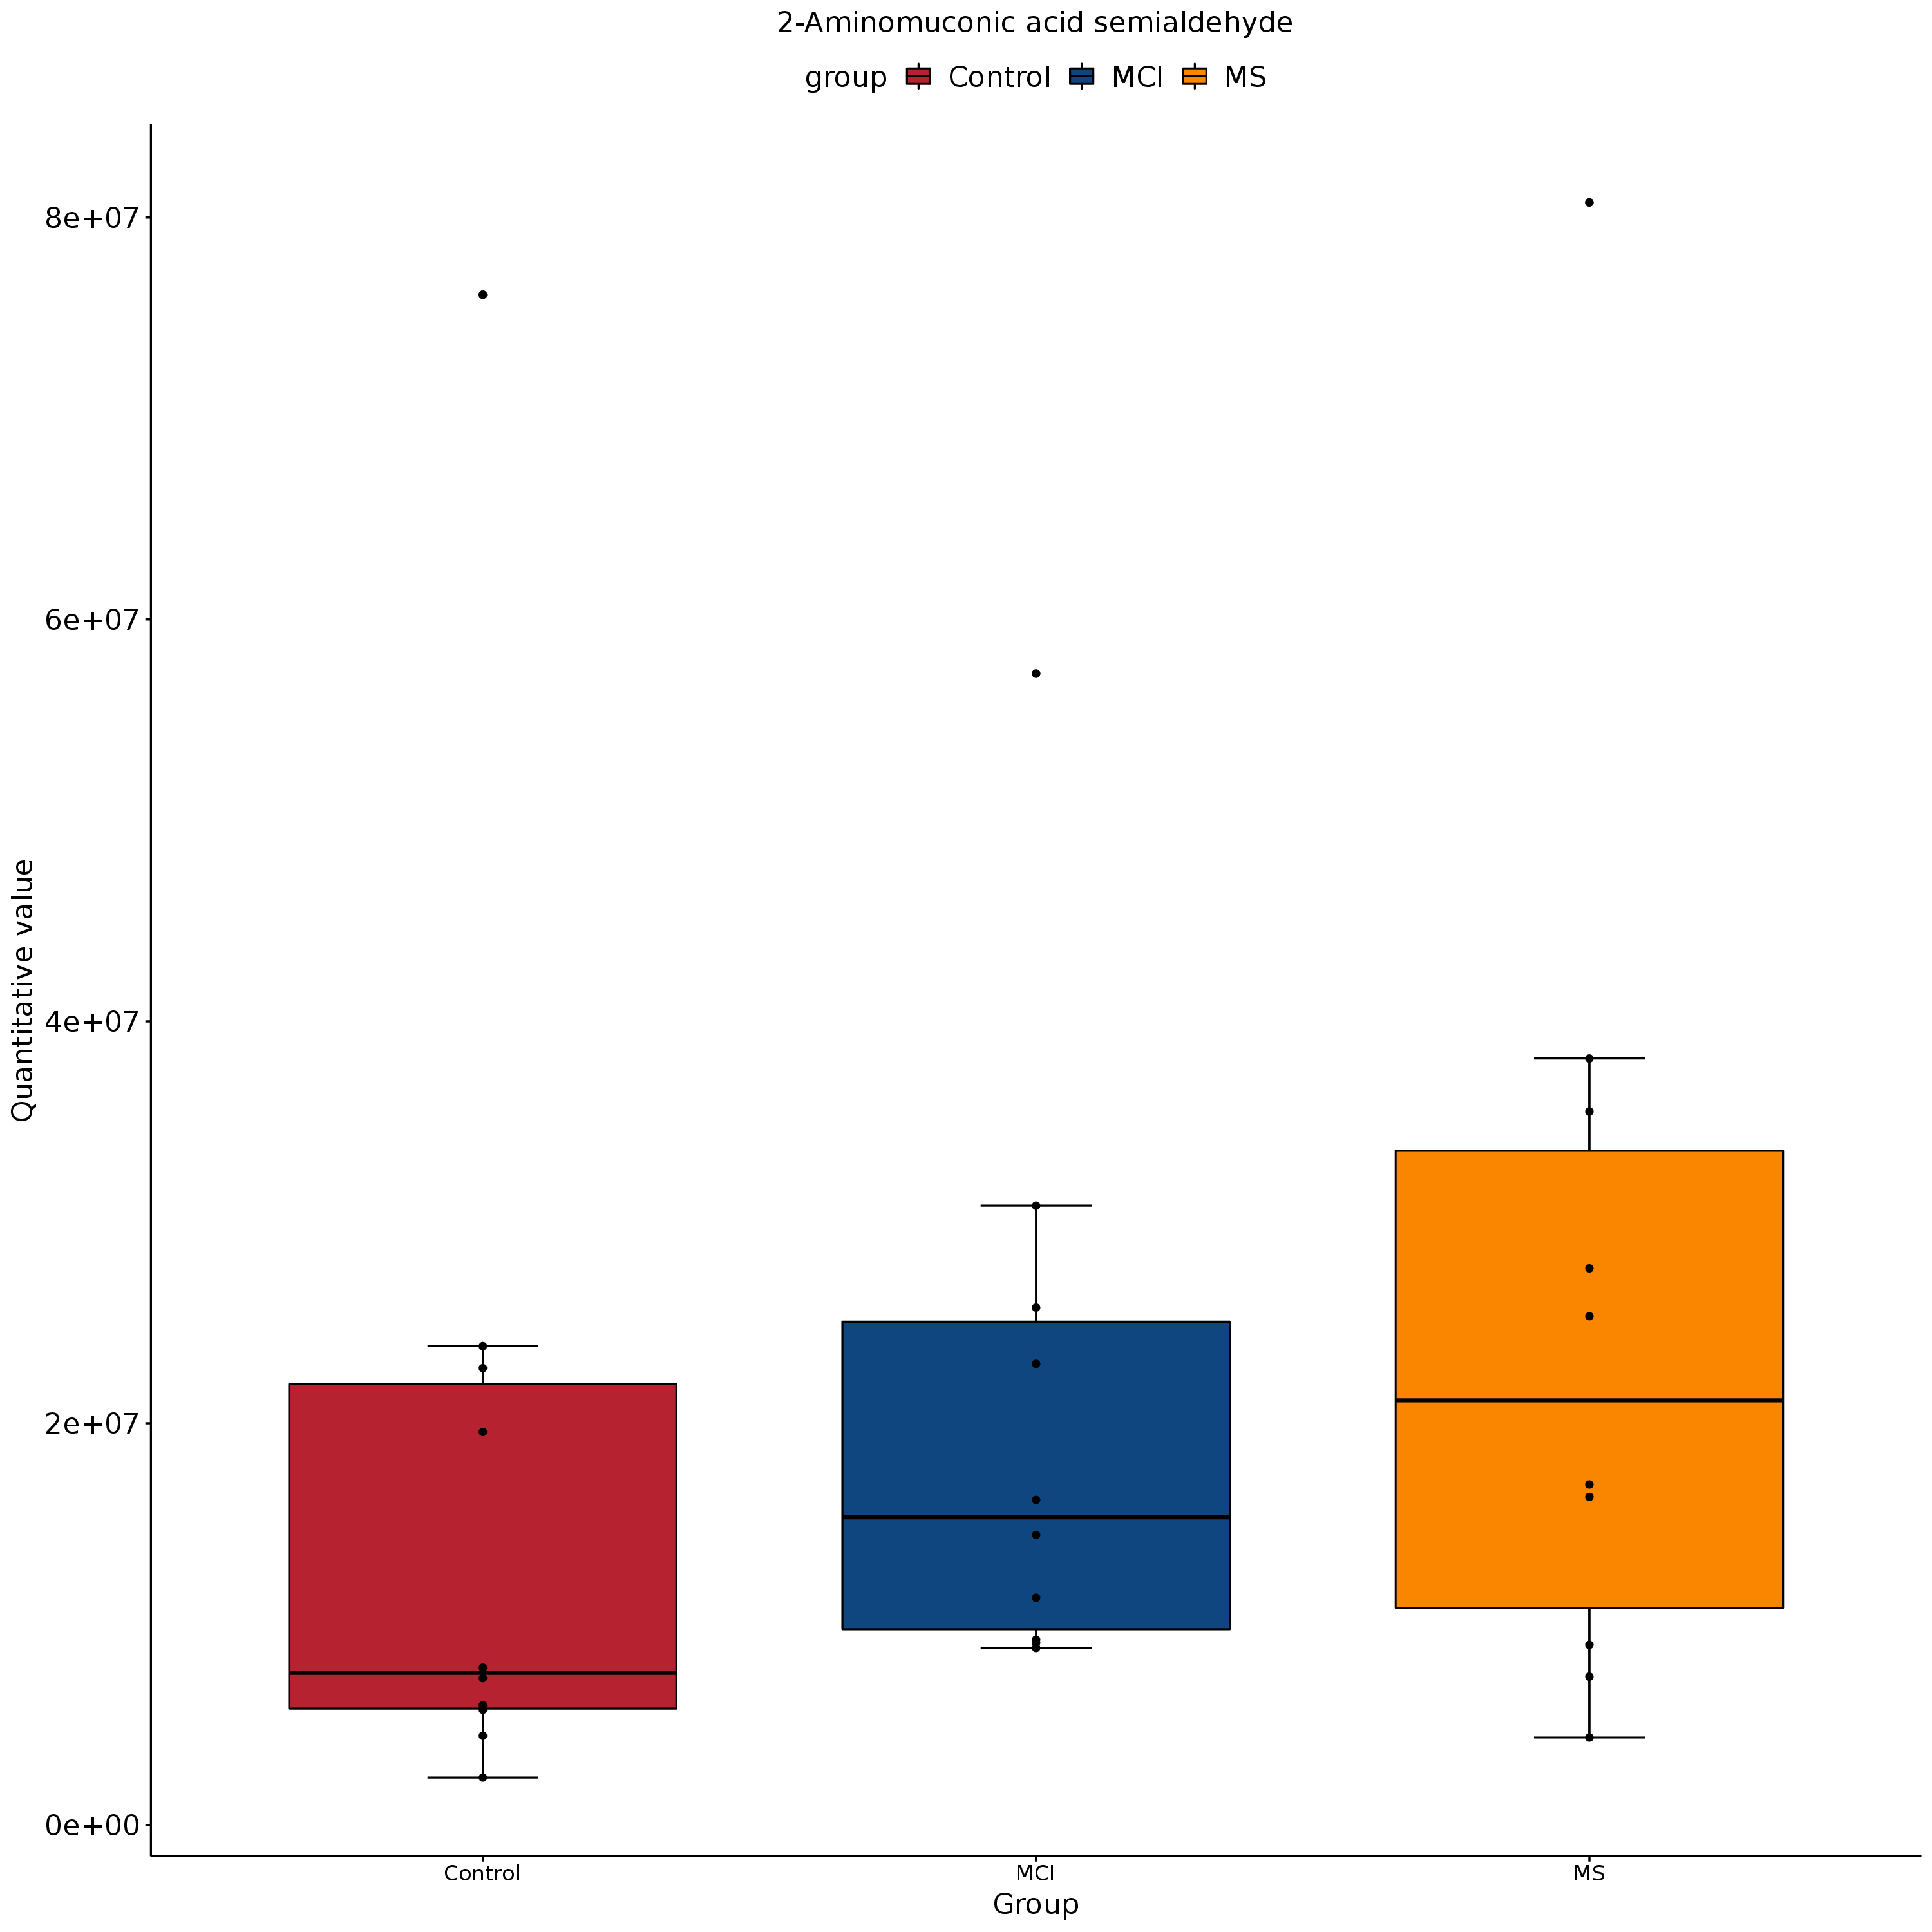 2-Aminomuconic acid semialdehyde
group Control MCI MS
8e+07
6e+07
4e+07
2e+07
0e+00
Quantitative value
Control MCI MS
Group